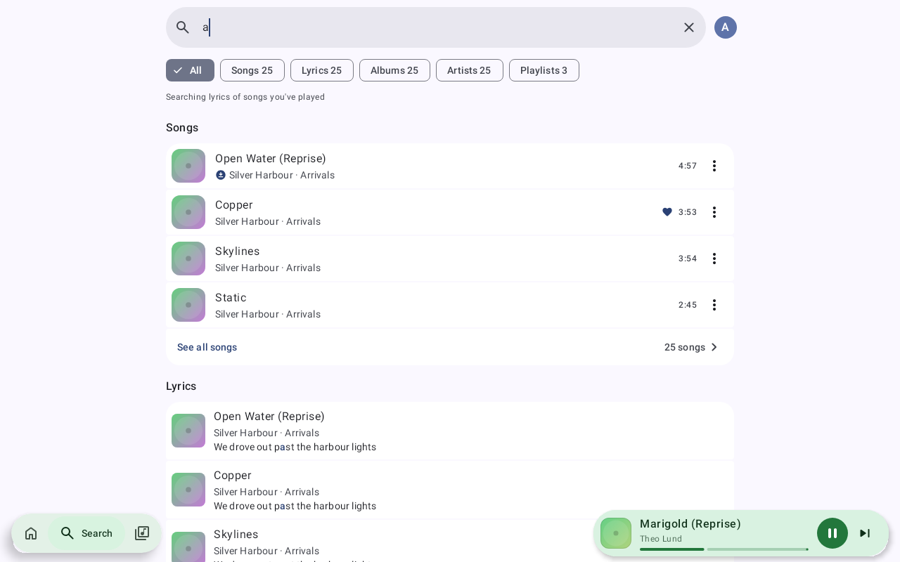 a
A
All
Songs 25
Lyrics 25
Albums 25
Artists 25
Playlists 3
Searching lyrics of songs you've played
Songs
Open Water (Reprise)
Silver Harbour · Arrivals
4:57
Copper
Silver Harbour · Arrivals
3:53
Skylines
Silver Harbour · Arrivals
3:54
Static
Silver Harbour · Arrivals
2:45
See all songs
25 songs
Lyrics
Open Water (Reprise)
Silver Harbour · Arrivals
We drove out past the harbour lights
Copper
Silver Harbour · Arrivals
We drove out past the harbour lights
Skylines
Silver Harbour · Arrivals
Search
Marigold (Reprise)
Theo Lund